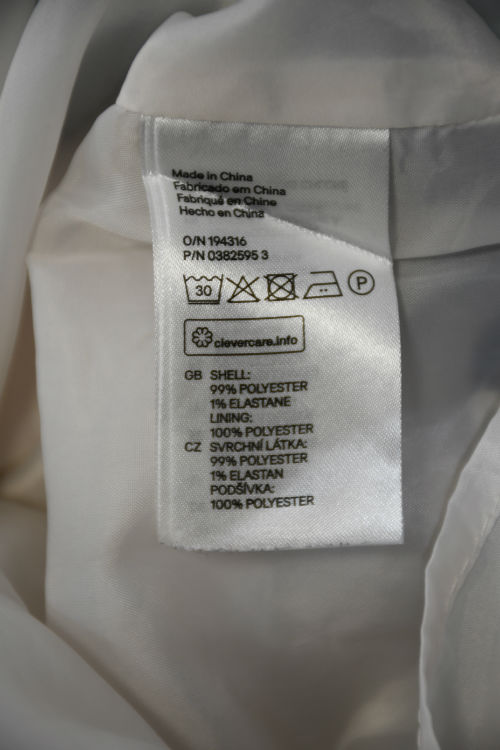 Made in China
Fabricado em China
Fabriqué en Chine
Hecho en China
O/N 194316
P/N 0382595 3
30 P
clevercare.info
GB SHELL:
99% POLYESTER
1% ELASTANE
LINING:
100% POLYESTER
CZ SVRCHNÍ LÁTKA:
99% POLYESTER
1% ELASTAN
PODŠÍVKA:
100% POLYESTER